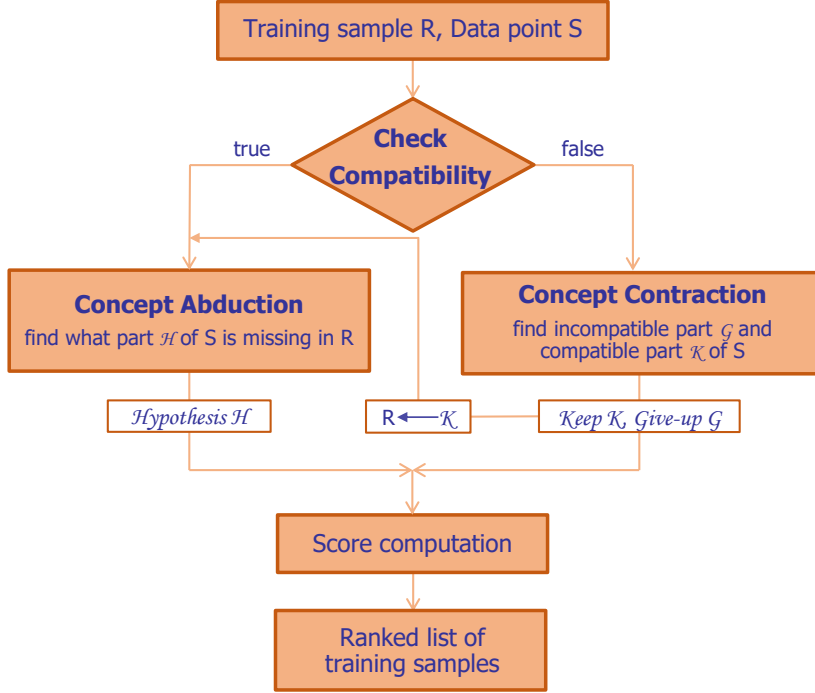 Training sample R, Data point S
Check
Compatibility
true
false
Concept Abduction
find what part ℋ of S is missing in R
Concept Contraction
find incompatible part 𝒢 and
compatible part 𝒦 of S
Hypothesis H
R ← K
Keep K, Give-up G
Score computation
Ranked list of
training samples